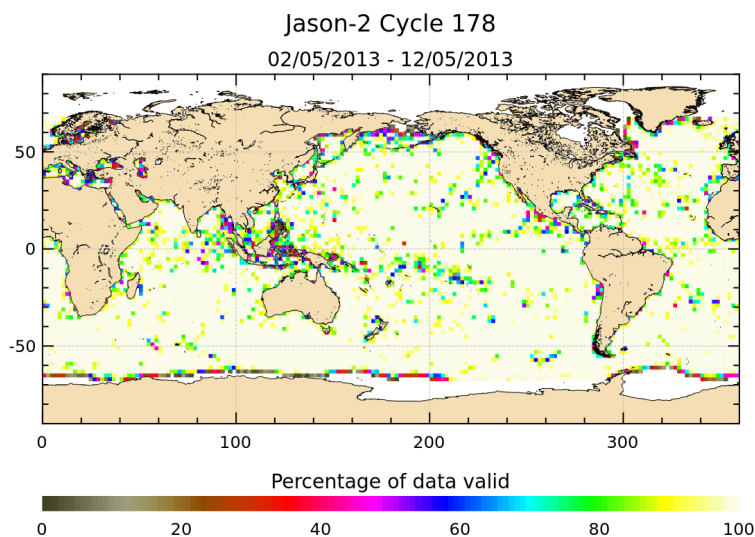 Jason-2 Cycle 178
02/05/2013 - 12/05/2013
50
0
-50
0 100 200 300
Percentage of data valid
0 20 40 60 80 100